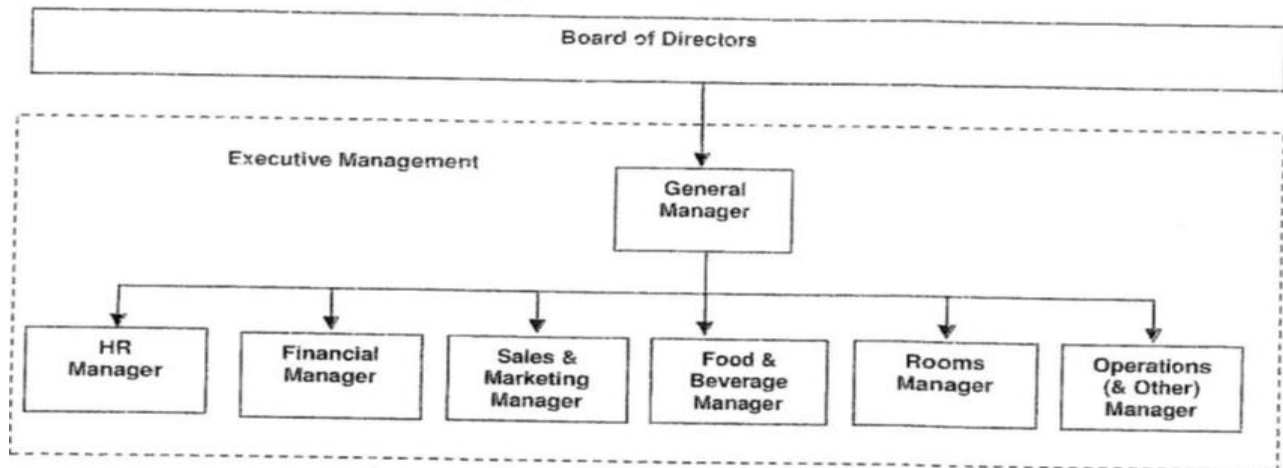 Board of Directors
Executive Management
General
Manager
HR
Manager
Financial
Manager
Sales &
Marketing
Manager
Food &
Beverage
Manager
Rooms
Manager
Operations
(& Other)
Manager